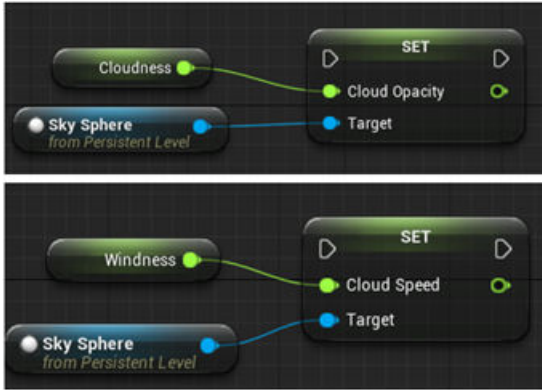 SET
Cloudness
Cloud Opacity
Sky Sphere
from Persistent Level
Target
SET
Windness
Cloud Speed
Target
Sky Sphere
from Persistent Level